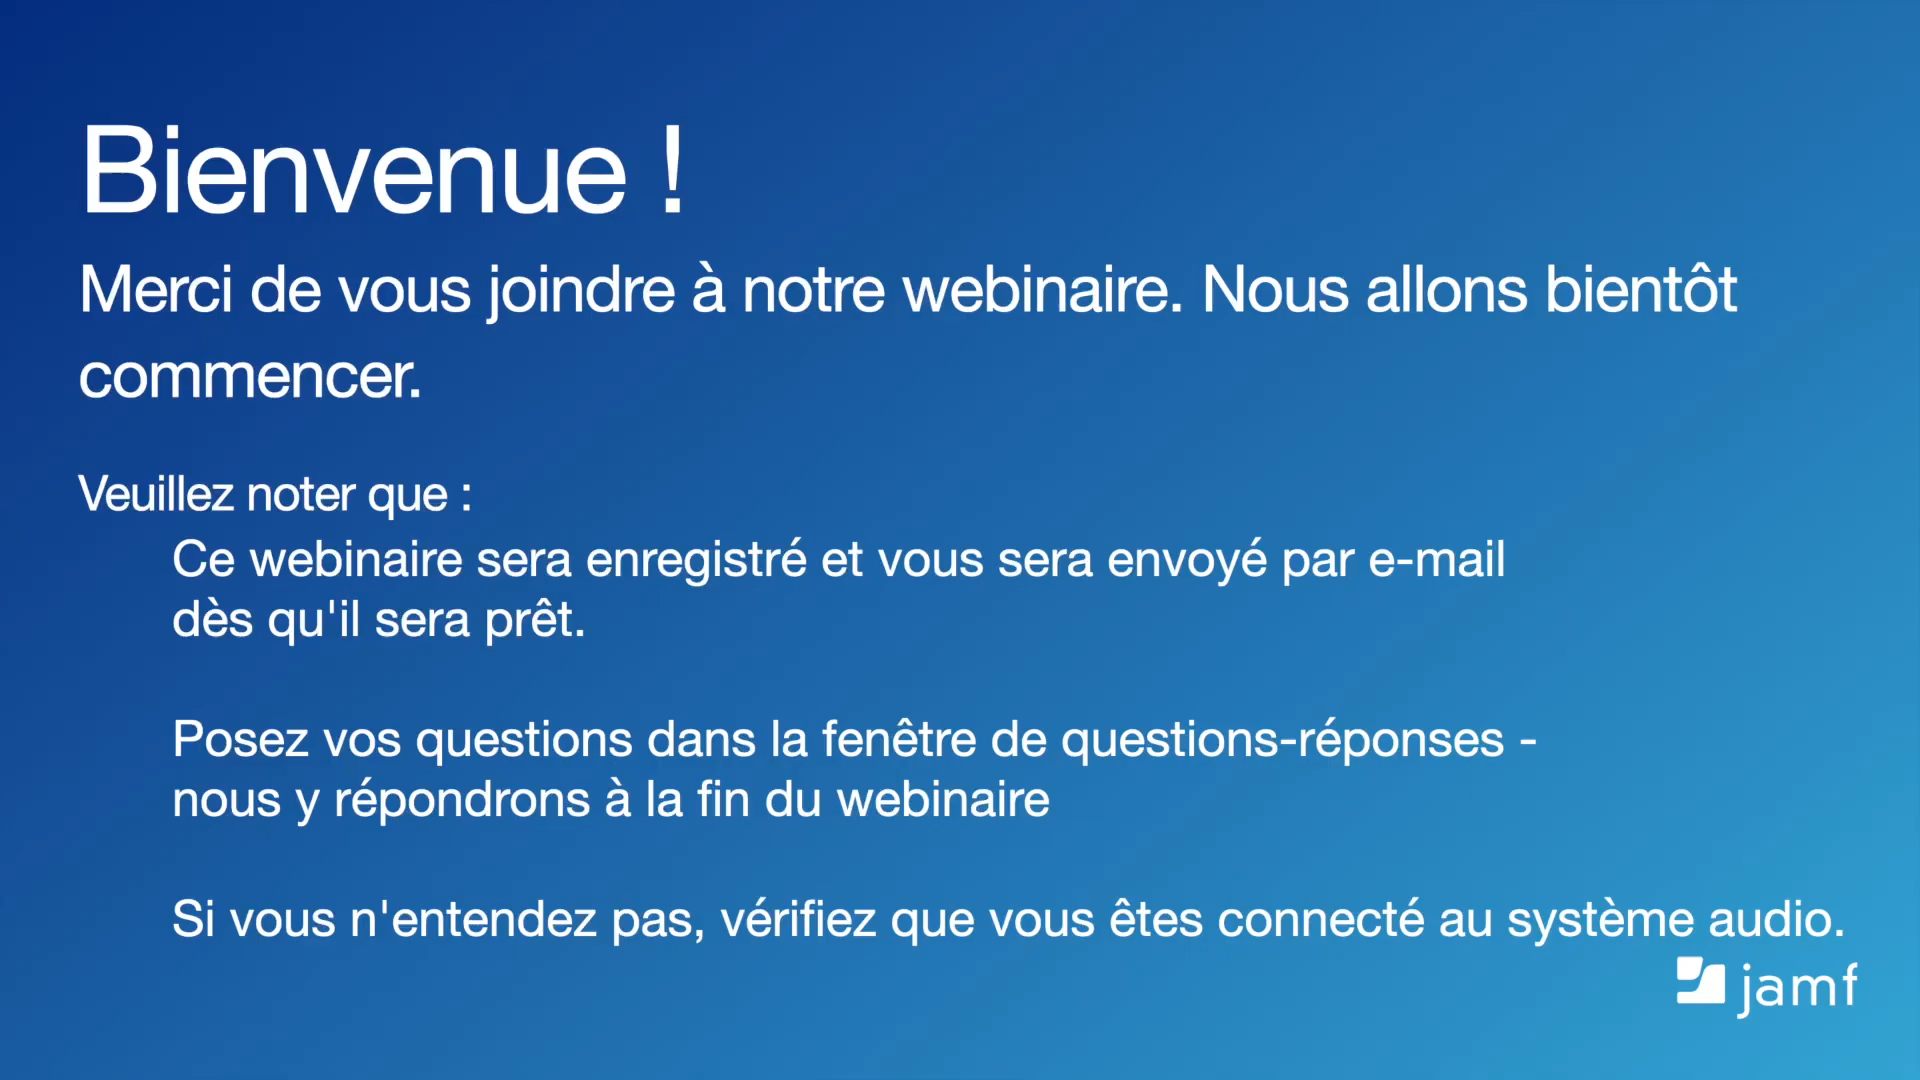 Bienvenue !
Merci de vous joindre à notre webinaire. Nous allons bientôt
commencer.
Veuillez noter que :
Ce webinaire sera enregistré et vous sera envoyé par e-mail
dès qu'il sera prêt.
Posez vos questions dans la fenêtre de questions-réponses -
nous y répondrons à la fin du webinaire
Si vous n'entendez pas, vérifiez que vous êtes connecté au système audio.
jamf